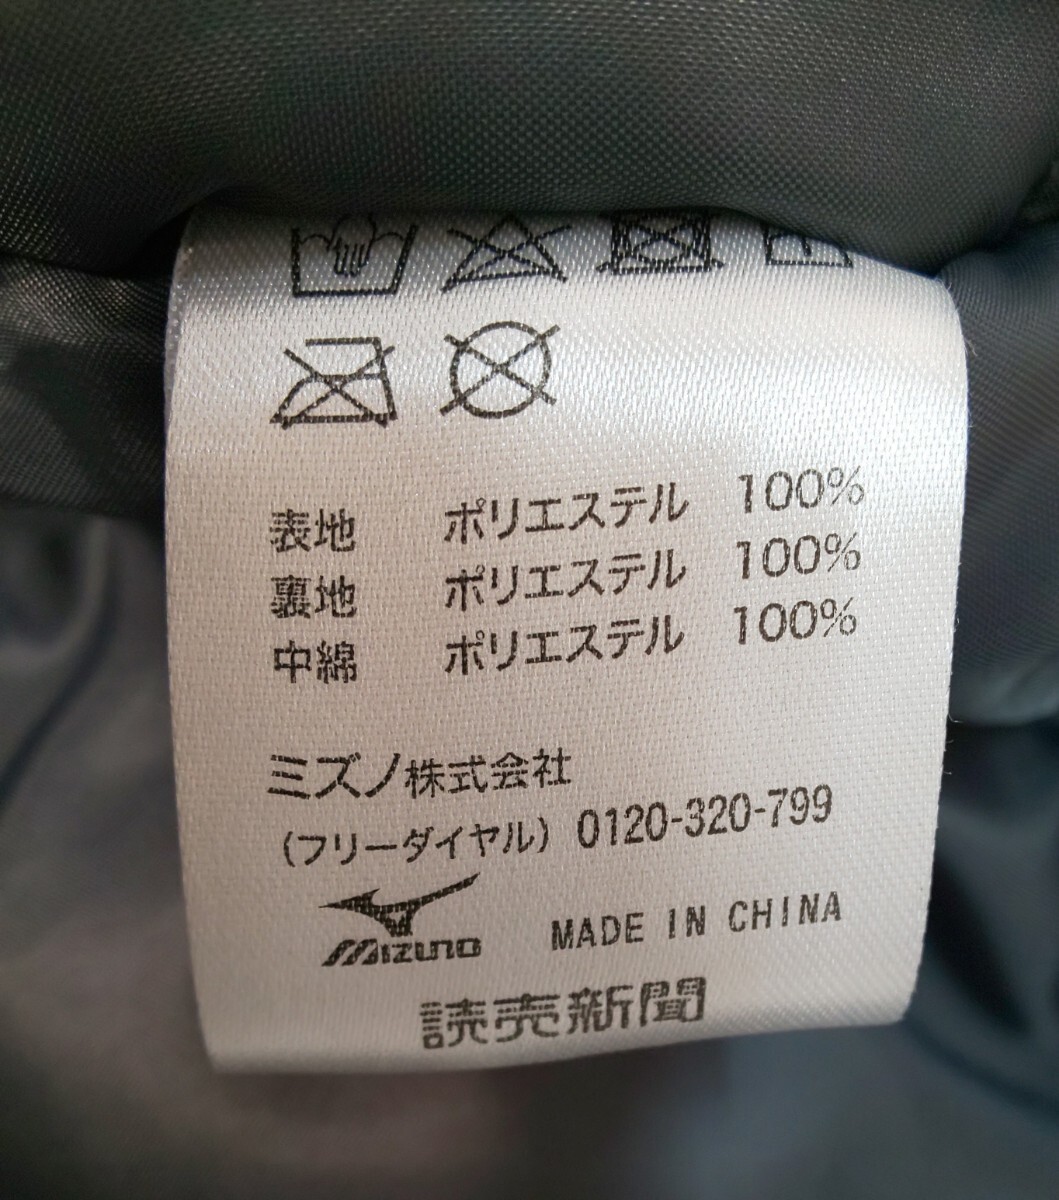 表地 ポリエステル 100%
裏地 ポリエステル 100%
中綿 ポリエステル 100%
ミズノ株式会社
(フリーダイヤル) 0120-320-799
MIZUNO
MADE IN CHINA
読売新聞